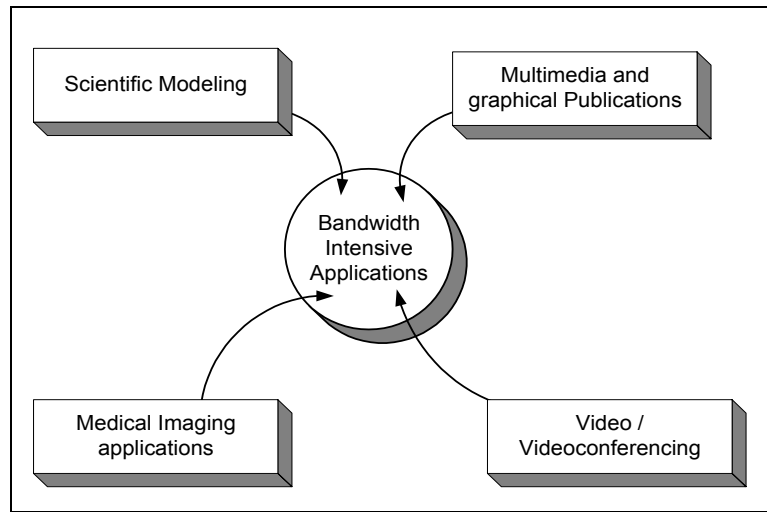 Scientific Modeling
Multimedia and
graphical Publications
Bandwidth
Intensive
Applications
Medical Imaging
applications
Video /
Videoconferencing